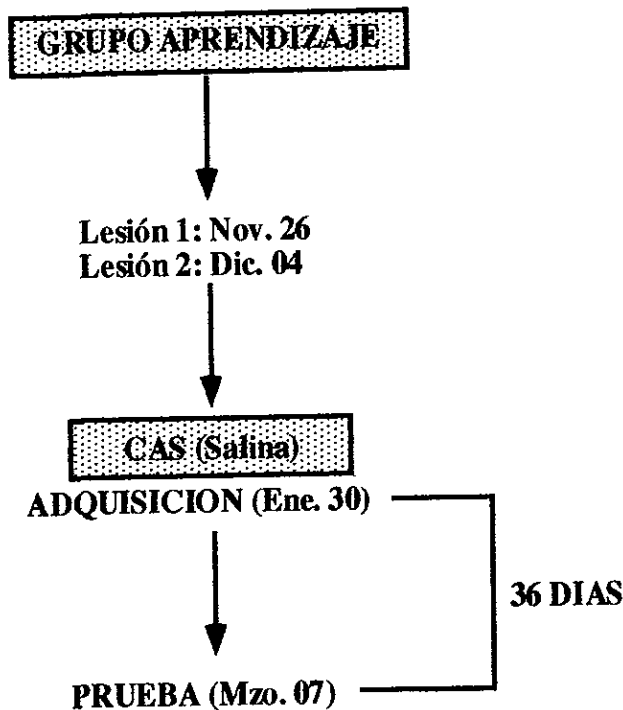 GRUPO APRENDIZAJE
Lesión 1: Nov. 26
Lesión 2: Dic. 04
CAS (Salina)
ADQUISICION (Ene. 30)
36 DIAS
PRUEBA (Mzo. 07)